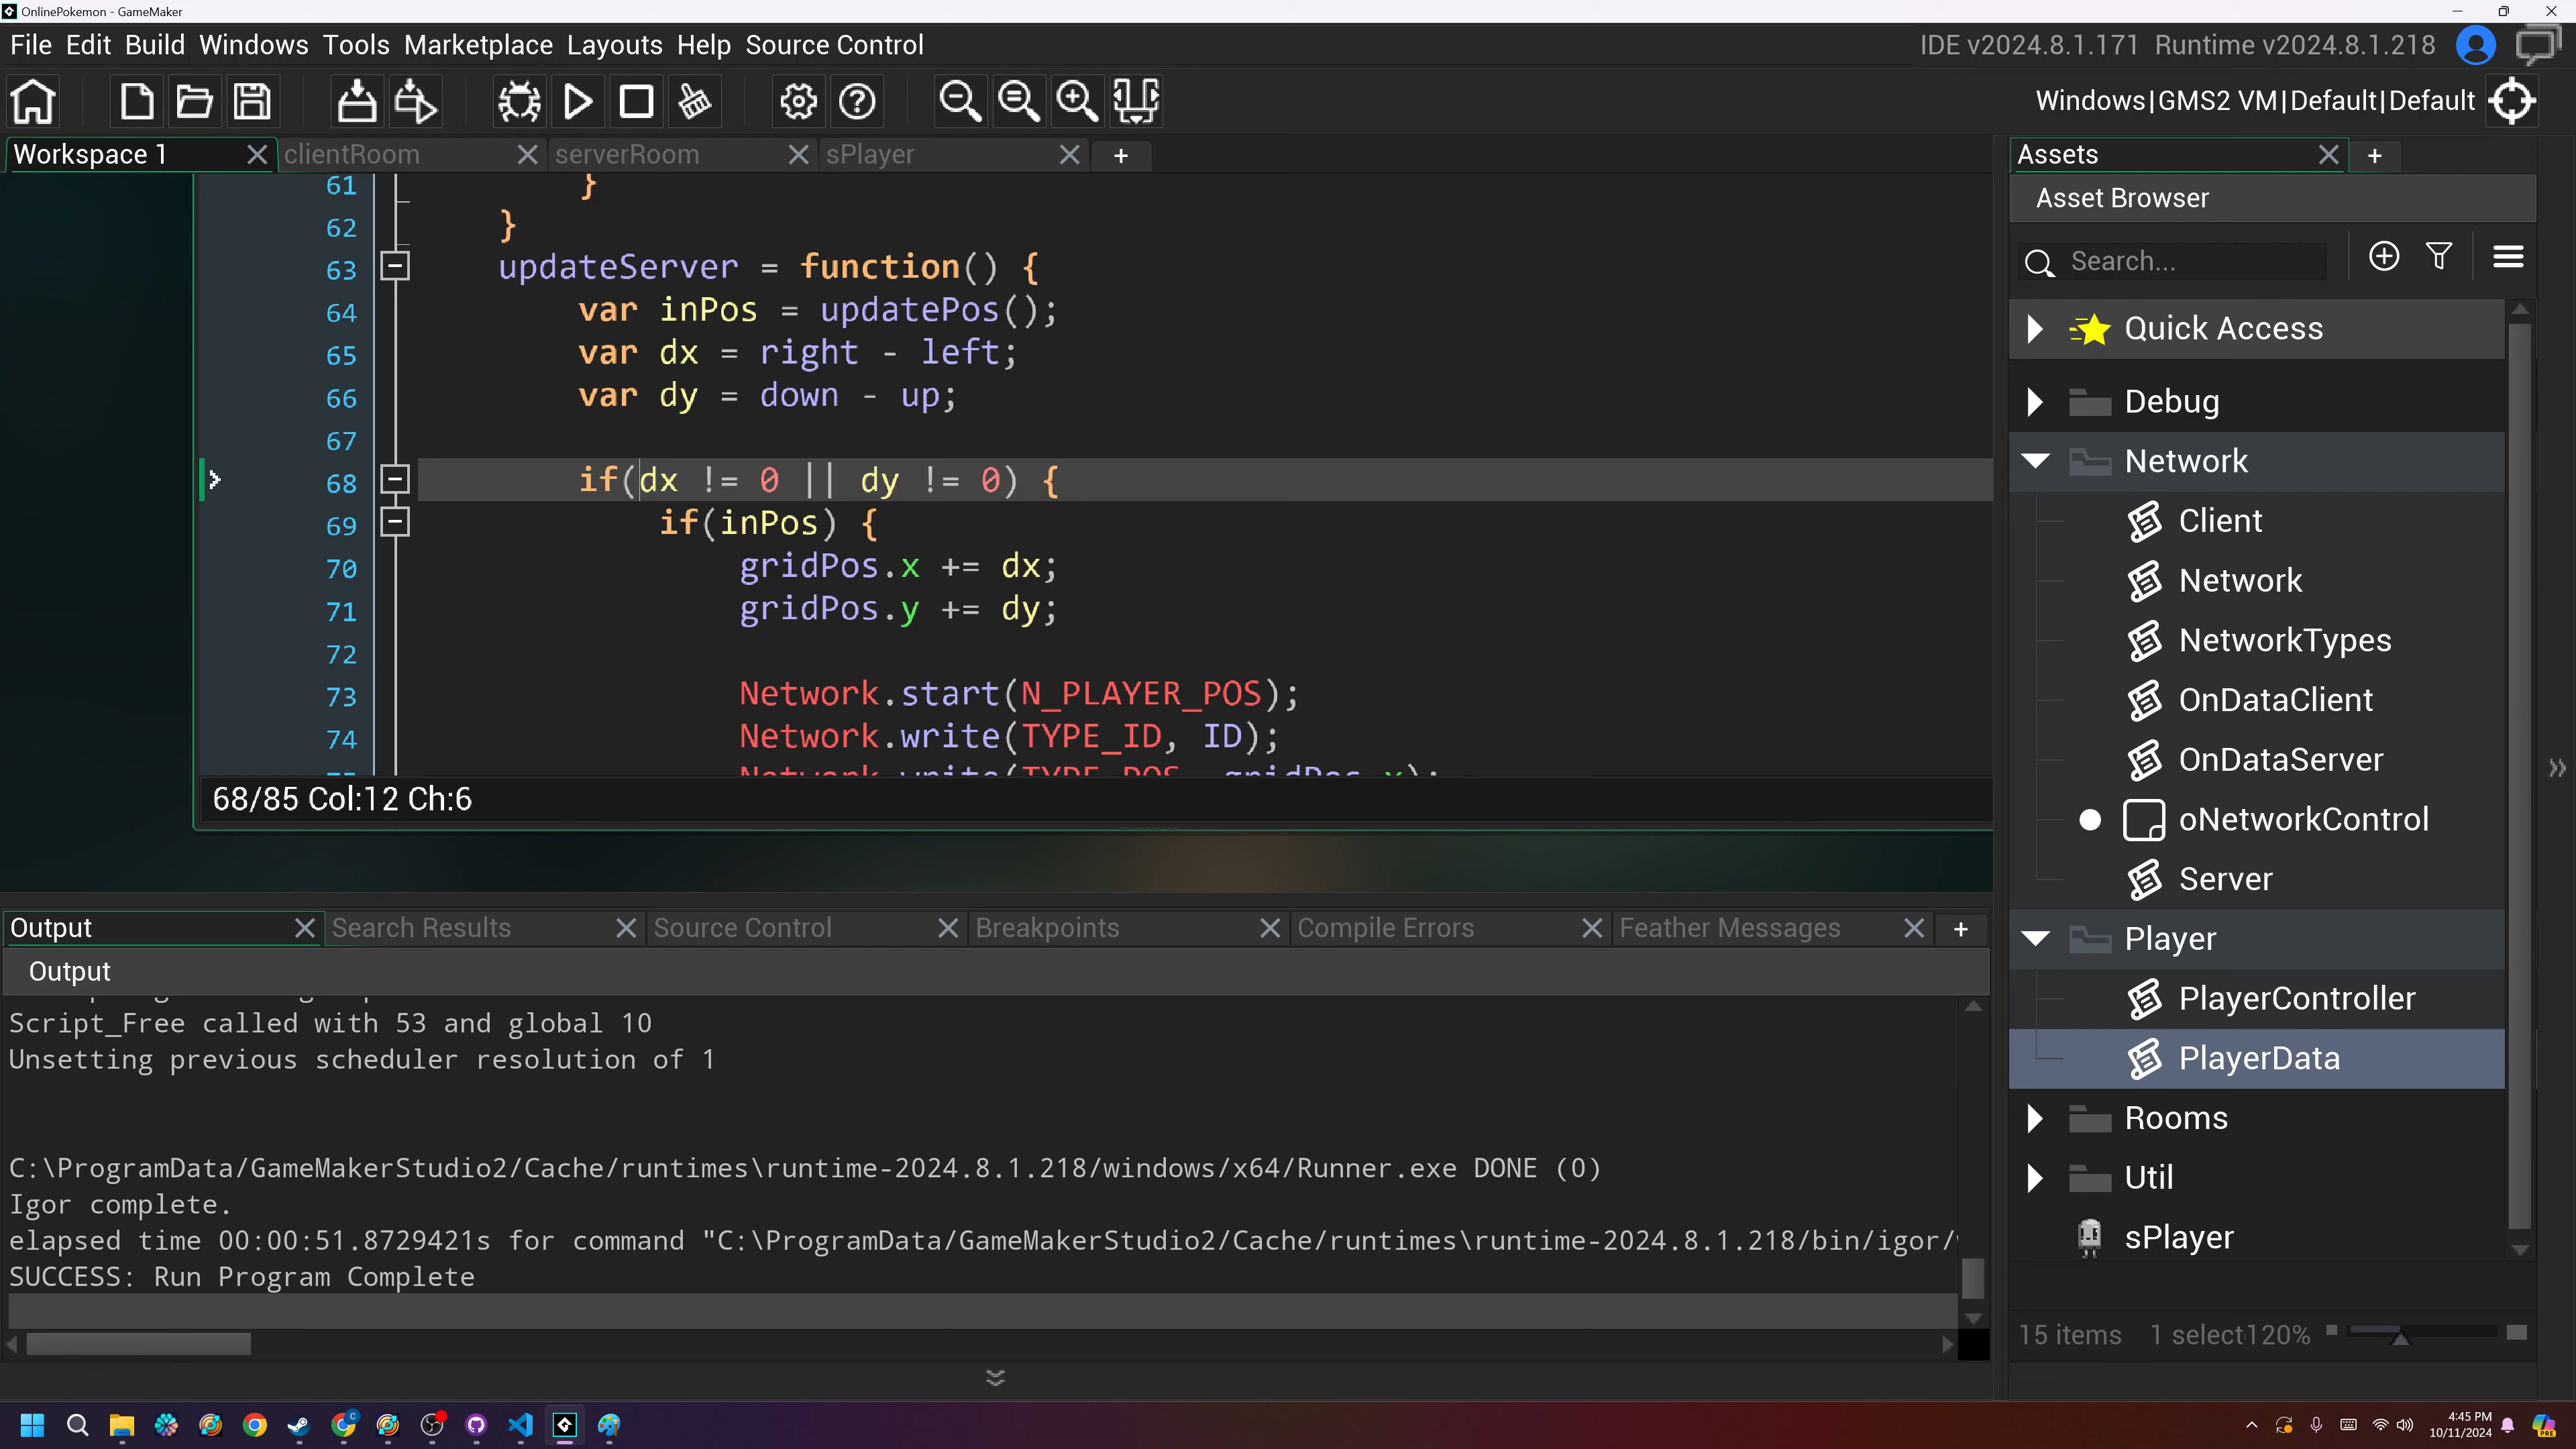 OnlinePokemon - GameMaker
File Edit Build Windows Tools Marketplace Layouts Help Source Control
IDE v2024.8.1.171 Runtime v2024.8.1.218
Windows|GMS2 VM|Default|Default
Workspace 1
clientRoom
serverRoom
sPlayer
+
61 }
62 }
63 updateServer = function() {
64 var inPos = updatePos();
65 var dx = right - left;
66 var dy = down - up;
67
68 if(dx != 0 || dy != 0) {
69 if(inPos) {
70 gridPos.x += dx;
71 gridPos.y += dy;
72
73 Network.start(N_PLAYER_POS);
74 Network.write(TYPE_ID, ID);
68/85 Col:12 Ch:6
Output
Search Results
Source Control
Breakpoints
Compile Errors
Feather Messages
+
Output
Script_Free called with 53 and global 10
Unsetting previous scheduler resolution of 1
C:\ProgramData/GameMakerStudio2/Cache/runtimes\runtime-2024.8.1.218/windows/x64/Runner.exe DONE (0)
Igor complete.
elapsed time 00:00:51.8729421s for command "C:\ProgramData/GameMakerStudio2/Cache/runtimes\runtime-2024.8.1.218/bin/igor/
SUCCESS: Run Program Complete
Assets
+
Asset Browser
Search...
Quick Access
Debug
Network
Client
Network
NetworkTypes
OnDataClient
OnDataServer
oNetworkControl
Server
Player
PlayerController
PlayerData
Rooms
Util
sPlayer
15 items 1 select 120%
4:45 PM
10/11/2024